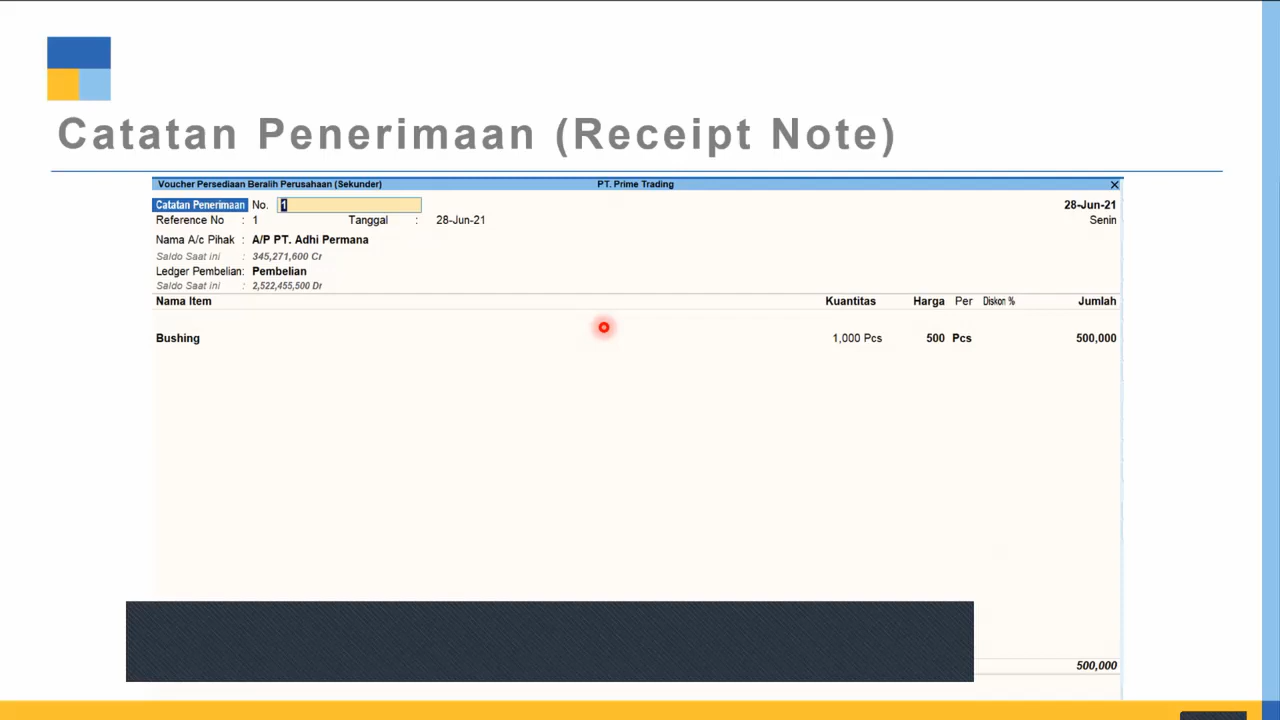 Catatan Penerimaan (Receipt Note)
Voucher Persediaan Beralih Perusahaan (Sekunder) PT. Prime Trading ×
Catatan Penerimaan No. 1 28-Jun-21
Reference No : 1 Tanggal : 28-Jun-21 Senin
Nama A/c Pihak : A/P PT. Adhi Permana
Saldo Saat ini : 345,271,600 Cr
Ledger Pembelian: Pembelian
Saldo Saat ini : 2,522,455,500 Dr
Nama Item Kuantitas Harga Per Diskon % Jumlah
Bushing 1,000 Pcs 500 Pcs 500,000
500,000